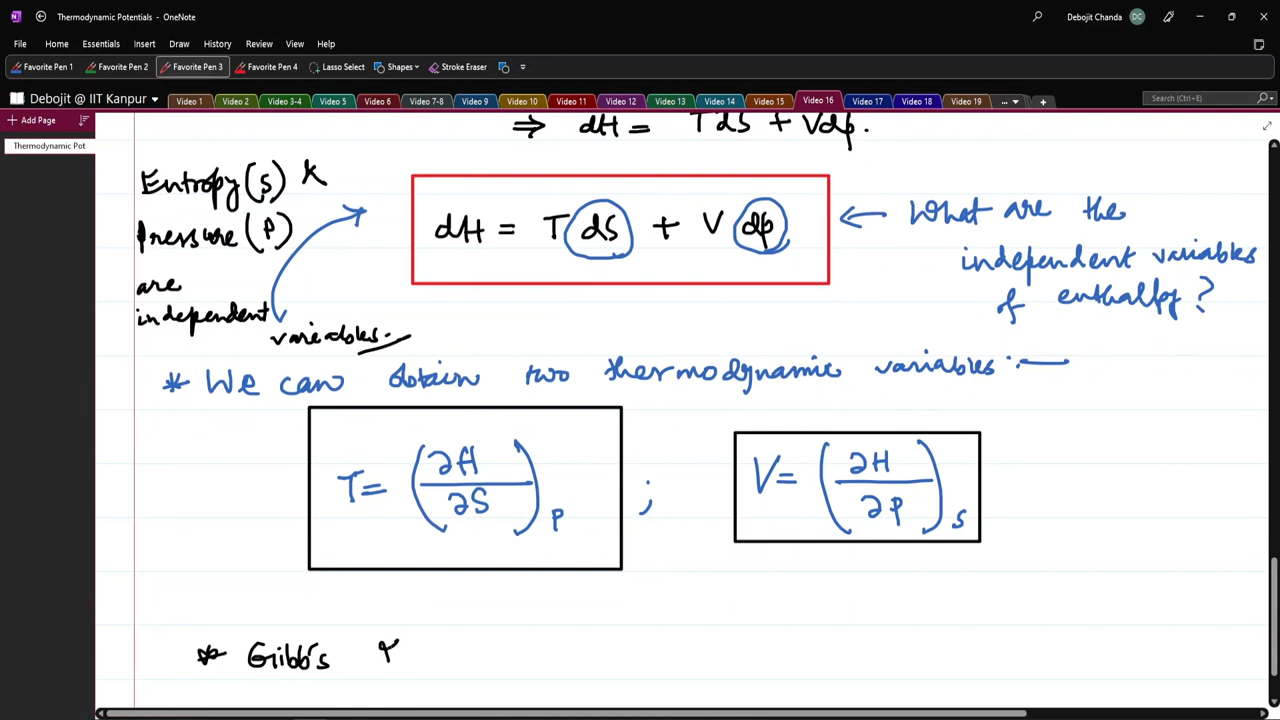 Thermodynamic Potentials - OneNote
Debojit Chanda DC
File Home Essentials Insert Draw History Review View Help
Favorite Pen 1 Favorite Pen 2 Favorite Pen 3 Favorite Pen 4 Lasso Select Shapes Stroke Eraser
Debojit @ IIT Kanpur Video 1 Video 2 Video 3-4 Video 5 Video 6 Video 7-8 Video 9 Video 10 Video 11 Video 12 Video 13 Video 14 Video 15 Video 16 Video 17 Video 18 Video 19 ... + Search (Ctrl+E)
+ Add Page
Thermodynamic Pot
⇒ dH = TdS + Vdp.
Entropy(S)
Pressure(P)
are
independent
variables.
dH = T dS + V dp
← What are the
independent variables
of enthalpy?
* We can obtain two thermodynamic variables :—
T = (∂H/∂S)_P ; V = (∂H/∂P)_S
* Gibb's